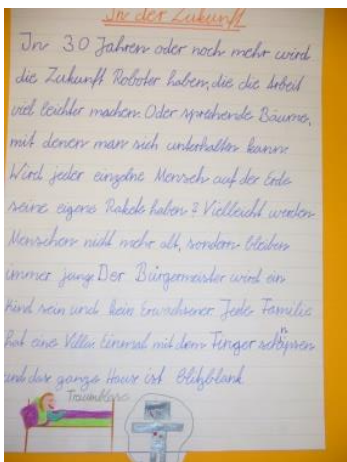 In der Zukunft
In 30 Jahren oder noch mehr wird
die Zukunft Roboter haben, die die Arbeit
viel leichter machen. Oder sprechende Bäume,
mit denen man sich unterhalten kann.
Wird jeder einzelne Mensch auf der Erde
seine eigene Rakete haben? Vielleicht werden
Menschen nicht mehr alt, sondern bleiben
immer jung. Der Bürgermeister wird ein
Kind sein und kein Erwachsener. Jede Familie
hat eine Villa. Einmal mit dem Finger schnipsen
und das ganze Haus ist blitzblank
Traumblase